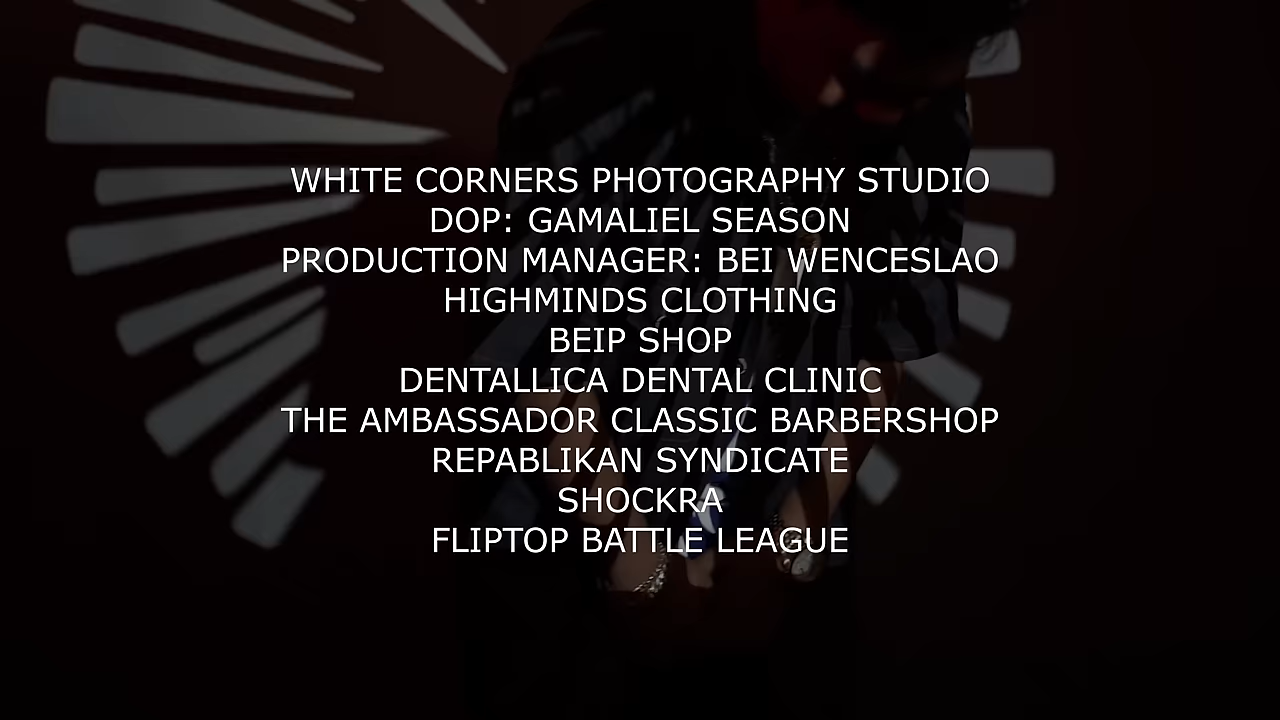 WHITE CORNERS PHOTOGRAPHY STUDIO
DOP: GAMALIEL SEASON
PRODUCTION MANAGER: BEI WENCESLAO
HIGHMINDS CLOTHING
BEIP SHOP
DENTALLICA DENTAL CLINIC
THE AMBASSADOR CLASSIC BARBERSHOP
REPABLIKAN SYNDICATE
SHOCKRA
FLIPTOP BATTLE LEAGUE